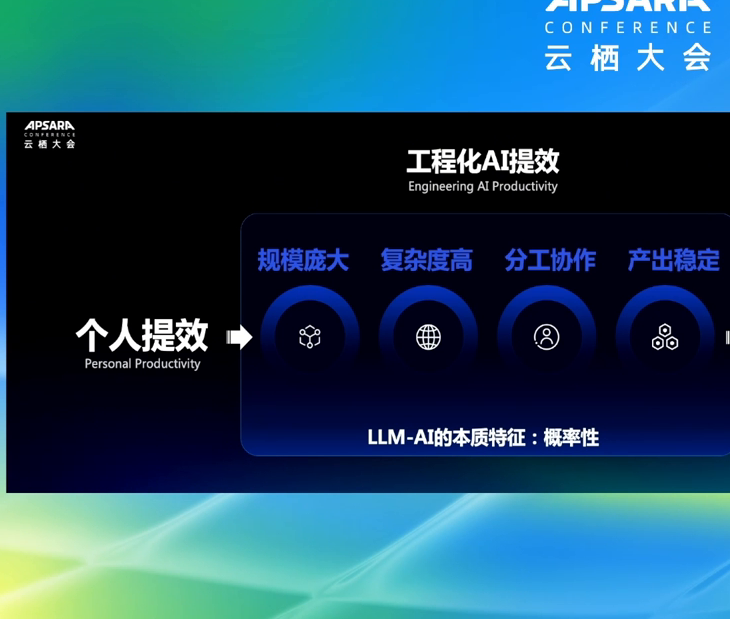 APSARA
CONFERENCE
云栖大会
APSARA
CONFERENCE
云栖大会
工程化AI提效
Engineering AI Productivity
规模庞大 复杂度高 分工协作 产出稳定
个人提效
Personal Productivity
LLM-AI的本质特征：概率性